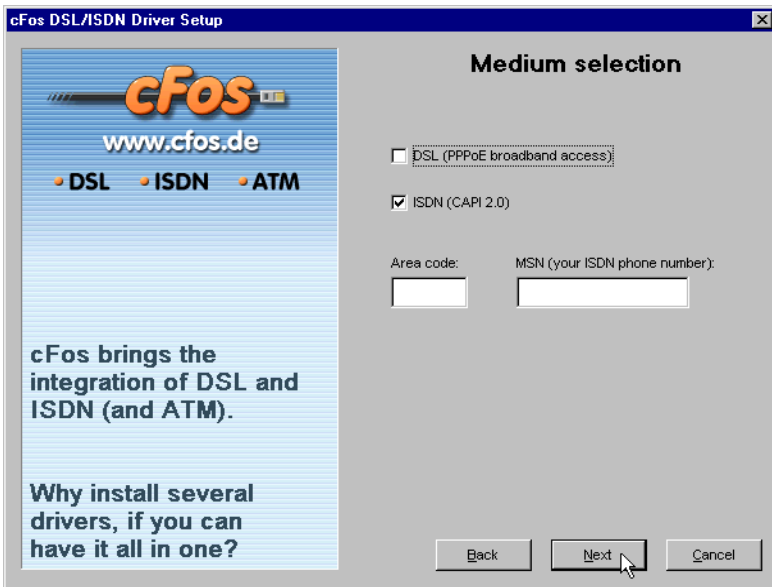 cFos DSL/ISDN Driver Setup
cFos
www.cfos.de
DSL ISDN ATM
cFos brings the
integration of DSL and
ISDN (and ATM).
Why install several
drivers, if you can
have it all in one?
Medium selection
DSL (PPPoE broadband access)
ISDN (CAPI 2.0)
Area code: MSN (your ISDN phone number):
Back Next Cancel